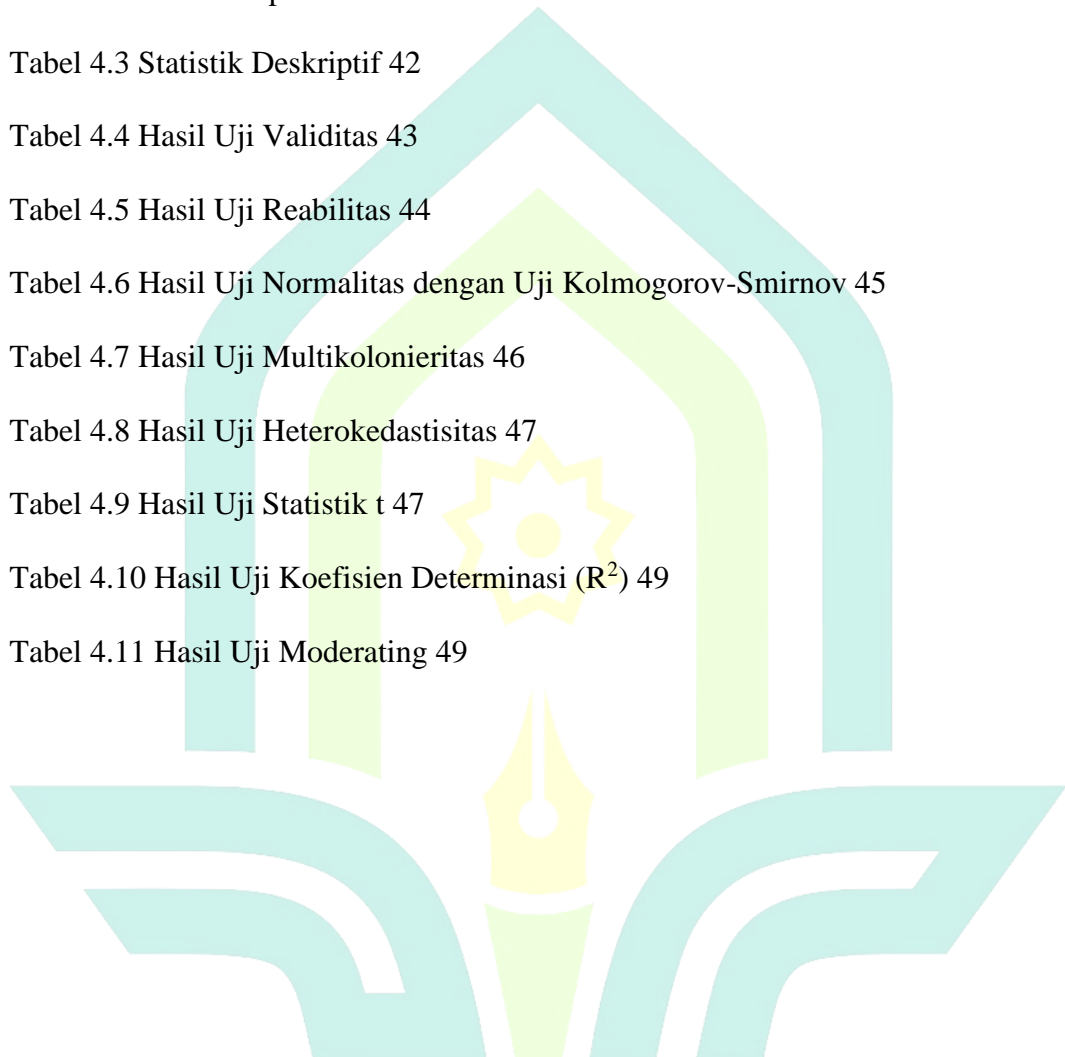 Tabel 4.3 Statistik Deskriptif 42
Tabel 4.4 Hasil Uji Validitas 43
Tabel 4.5 Hasil Uji Reabilitas 44
Tabel 4.6 Hasil Uji Normalitas dengan Uji Kolmogorov-Smirnov 45
Tabel 4.7 Hasil Uji Multikolonieritas 46
Tabel 4.8 Hasil Uji Heterokedastisitas 47
Tabel 4.9 Hasil Uji Statistik t 47
Tabel 4.10 Hasil Uji Koefisien Determinasi (R²) 49
Tabel 4.11 Hasil Uji Moderating 49